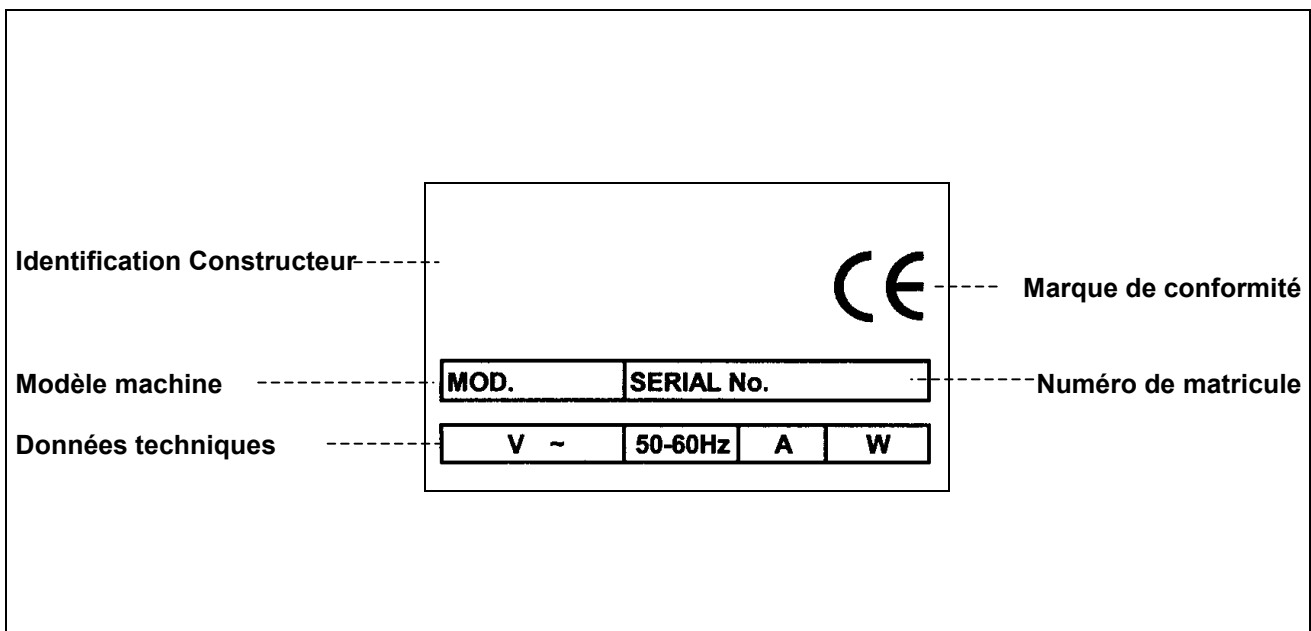 Identification Constructeur
CE
Marque de conformité
Modèle machine
MOD.
SERIAL No.
Numéro de matricule
Données techniques
V ~
50-60Hz
A
W